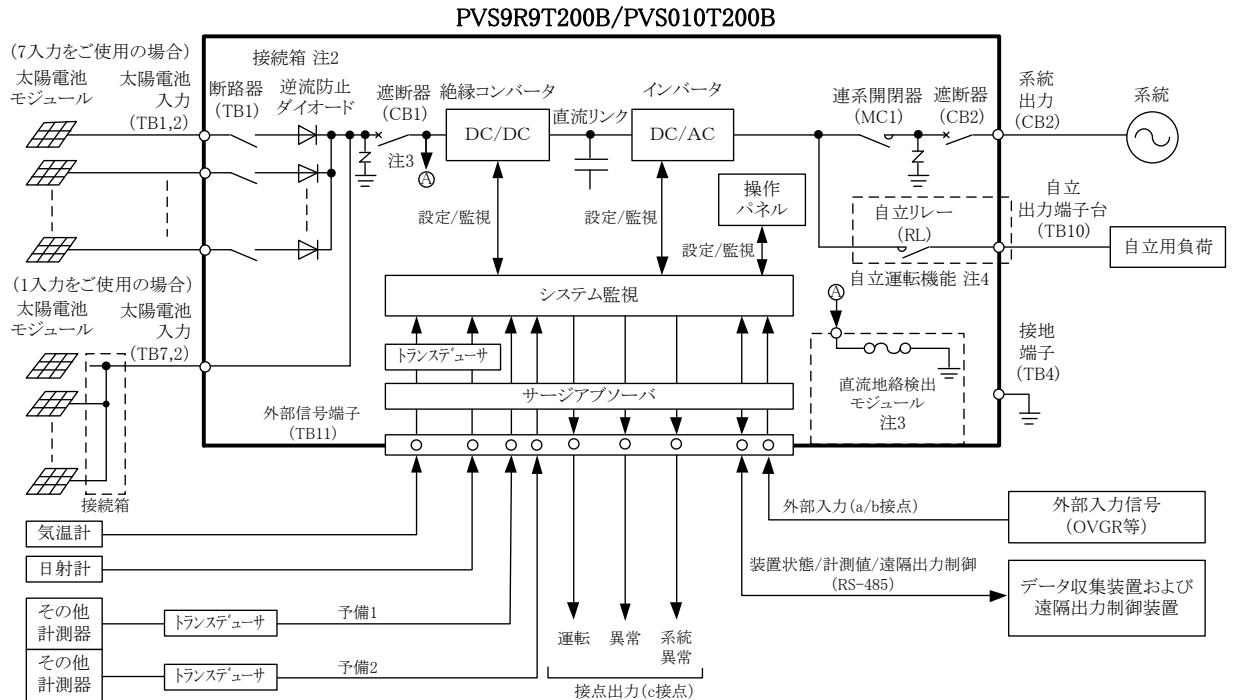 PVS9R9T200B/PVS010T200B
(7入力をご使用の場合)
太陽電池
モジュール
太陽電池
入力
(TB1,2)
接続箱 注2
断路器
(TB1)
逆流防止
ダイオード
遮断器
(CB1)
注3
絶縁コンバータ
DC/DC
直流リンク
インバータ
DC/AC
連系開閉器
(MC1)
遮断器
(CB2)
系統
出力
(CB2)
系統
A
設定/監視
設定/監視
操作
パネル
設定/監視
自立リレー
(RL)
自立運転機能 注4
自立
出力端子台
(TB10)
自立用負荷
(1入力をご使用の場合)
太陽電池
モジュール
太陽電池
入力
(TB7,2)
接続箱
システム監視
トランスデューサ
サージアブソーバ
外部信号端子
(TB11)
A
直流地絡検出
モジュール
注3
接地
端子
(TB4)
気温計
日射計
その他
計測器
トランスデューサ
予備1
その他
計測器
トランスデューサ
予備2
運転
異常
系統
異常
接点出力(c接点)
外部入力(a/b接点)
外部入力信号
(OVGR等)
装置状態/計測値/遠隔出力制御
(RS-485)
データ収集装置および
遠隔出力制御装置